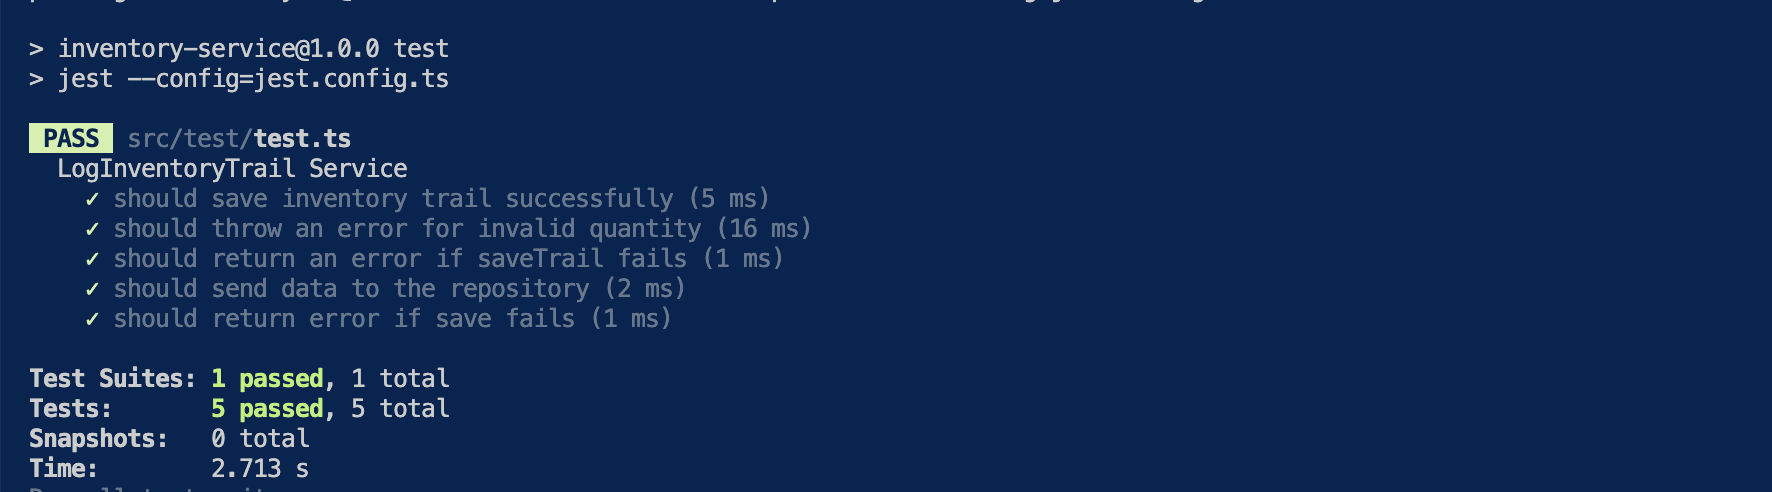 > inventory-service@1.0.0 test
> jest --config=jest.config.ts
PASS src/test/test.ts
LogInventoryTrail Service
✓ should save inventory trail successfully (5 ms)
✓ should throw an error for invalid quantity (16 ms)
✓ should return an error if saveTrail fails (1 ms)
✓ should send data to the repository (2 ms)
✓ should return error if save fails (1 ms)
Test Suites: 1 passed, 1 total
Tests: 5 passed, 5 total
Snapshots: 0 total
Time: 2.713 s